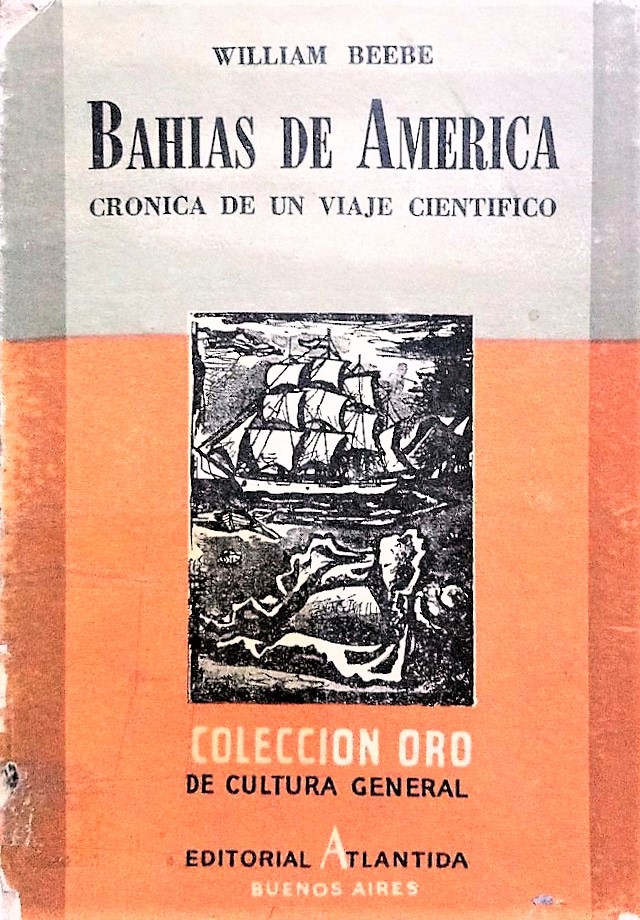 WILLIAM BEEBE
BAHIAS DE AMERICA
CRONICA DE UN VIAJE CIENTIFICO
COLECCION ORO
DE CULTURA GENERAL
EDITORIAL ATLANTIDA
BUENOS AIRES